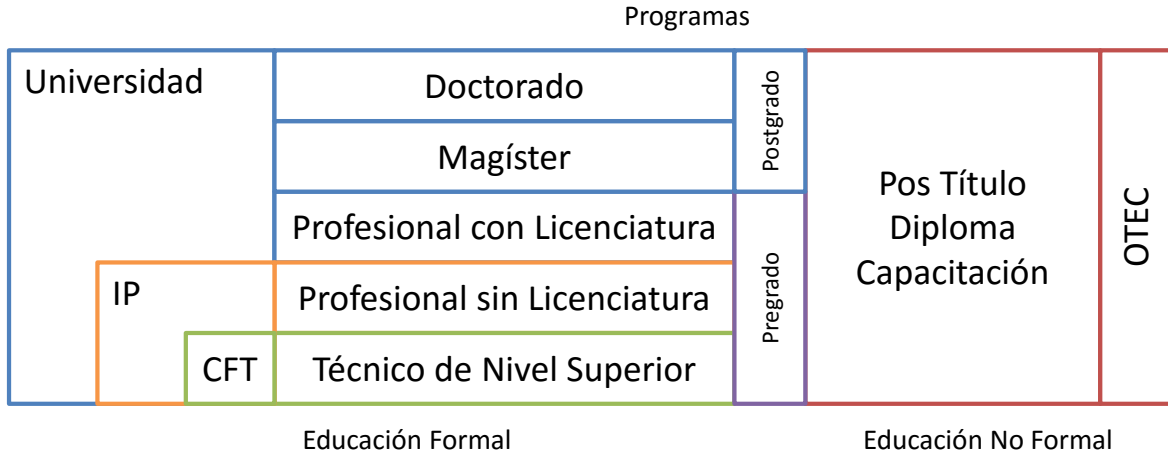 Programas
Universidad
Doctorado
Postgrado
Magíster
Profesional con Licenciatura
IP
Profesional sin Licenciatura
Pregrado
CFT
Técnico de Nivel Superior
Pos Título
Diploma
Capacitación
OTEC
Educación Formal
Educación No Formal